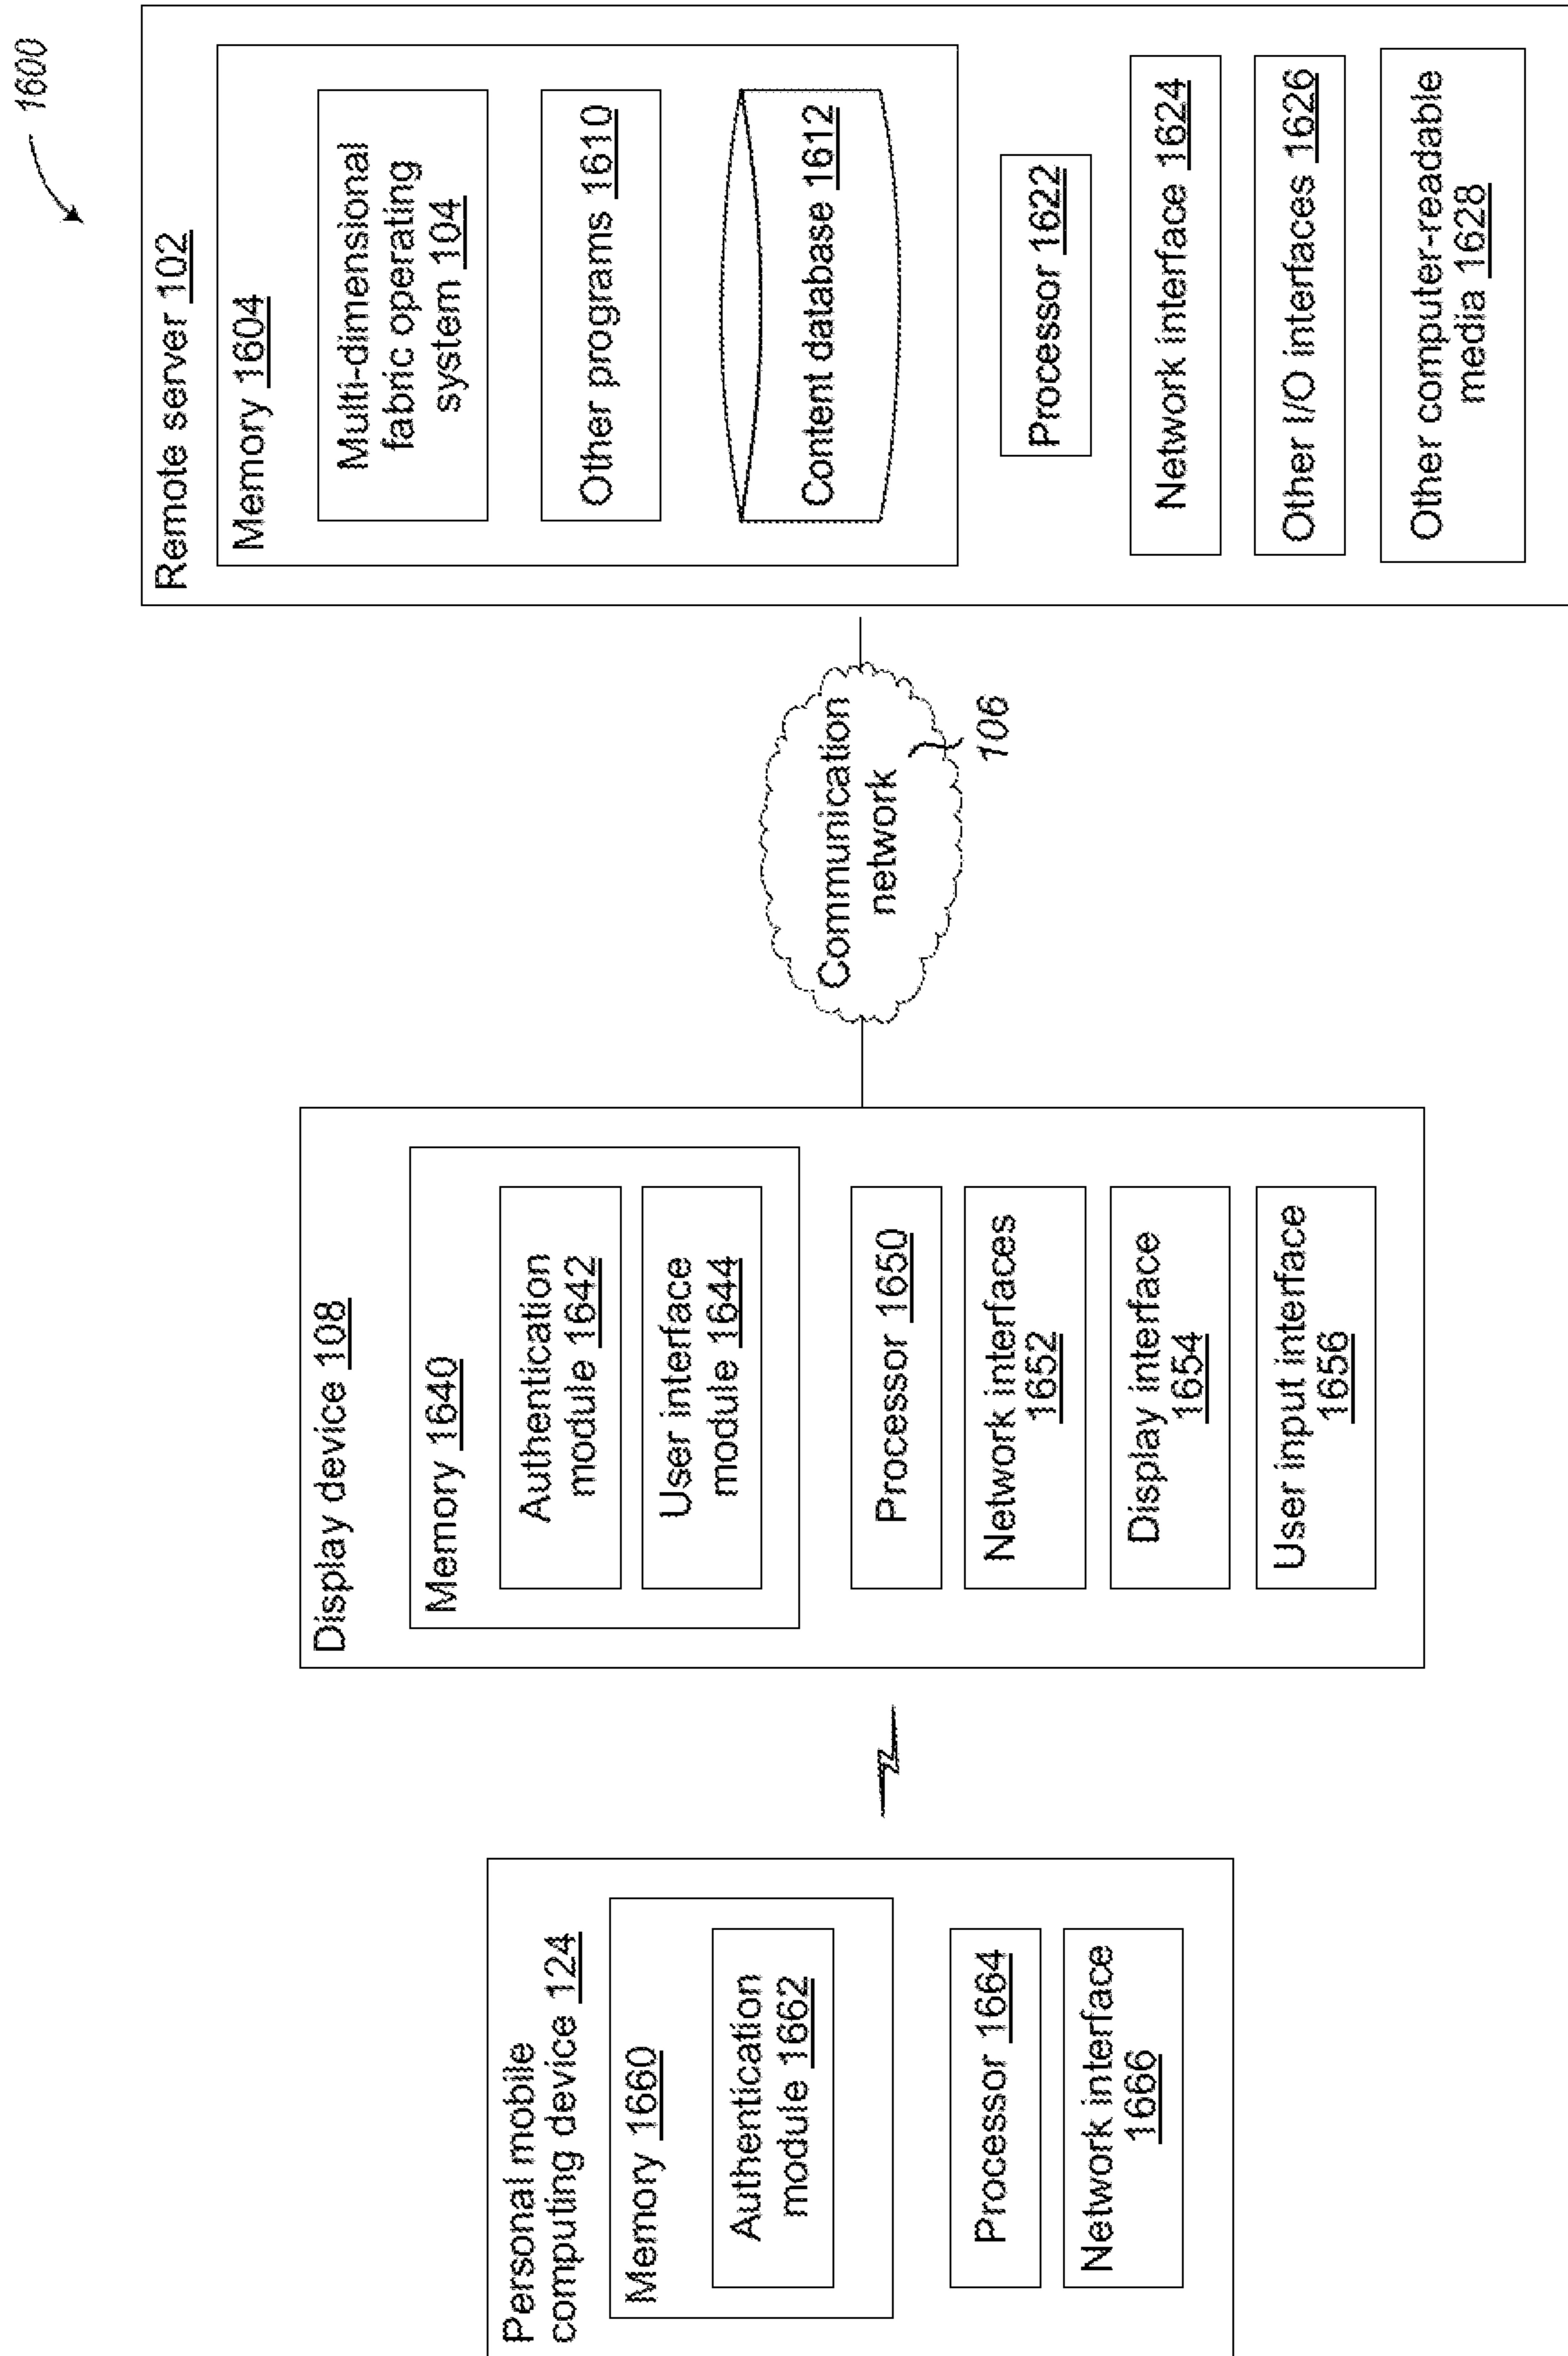 1600
Personal mobile
computing device 124
Memory 1660
Authentication
module 1662
Processor 1664
Network interface
1666
Display device 108
Memory 1640
Authentication
module 1642
User interface
module 1644
Processor 1650
Network interfaces
1652
Display interface
1654
User input interface
1656
Communication
network
106
Remote server 102
Memory 1604
Multi-dimensional
fabric operating
system 104
Other programs 1610
Content database 1612
Processor 1622
Network interface 1624
Other I/O interfaces 1626
Other computer-readable
media 1628